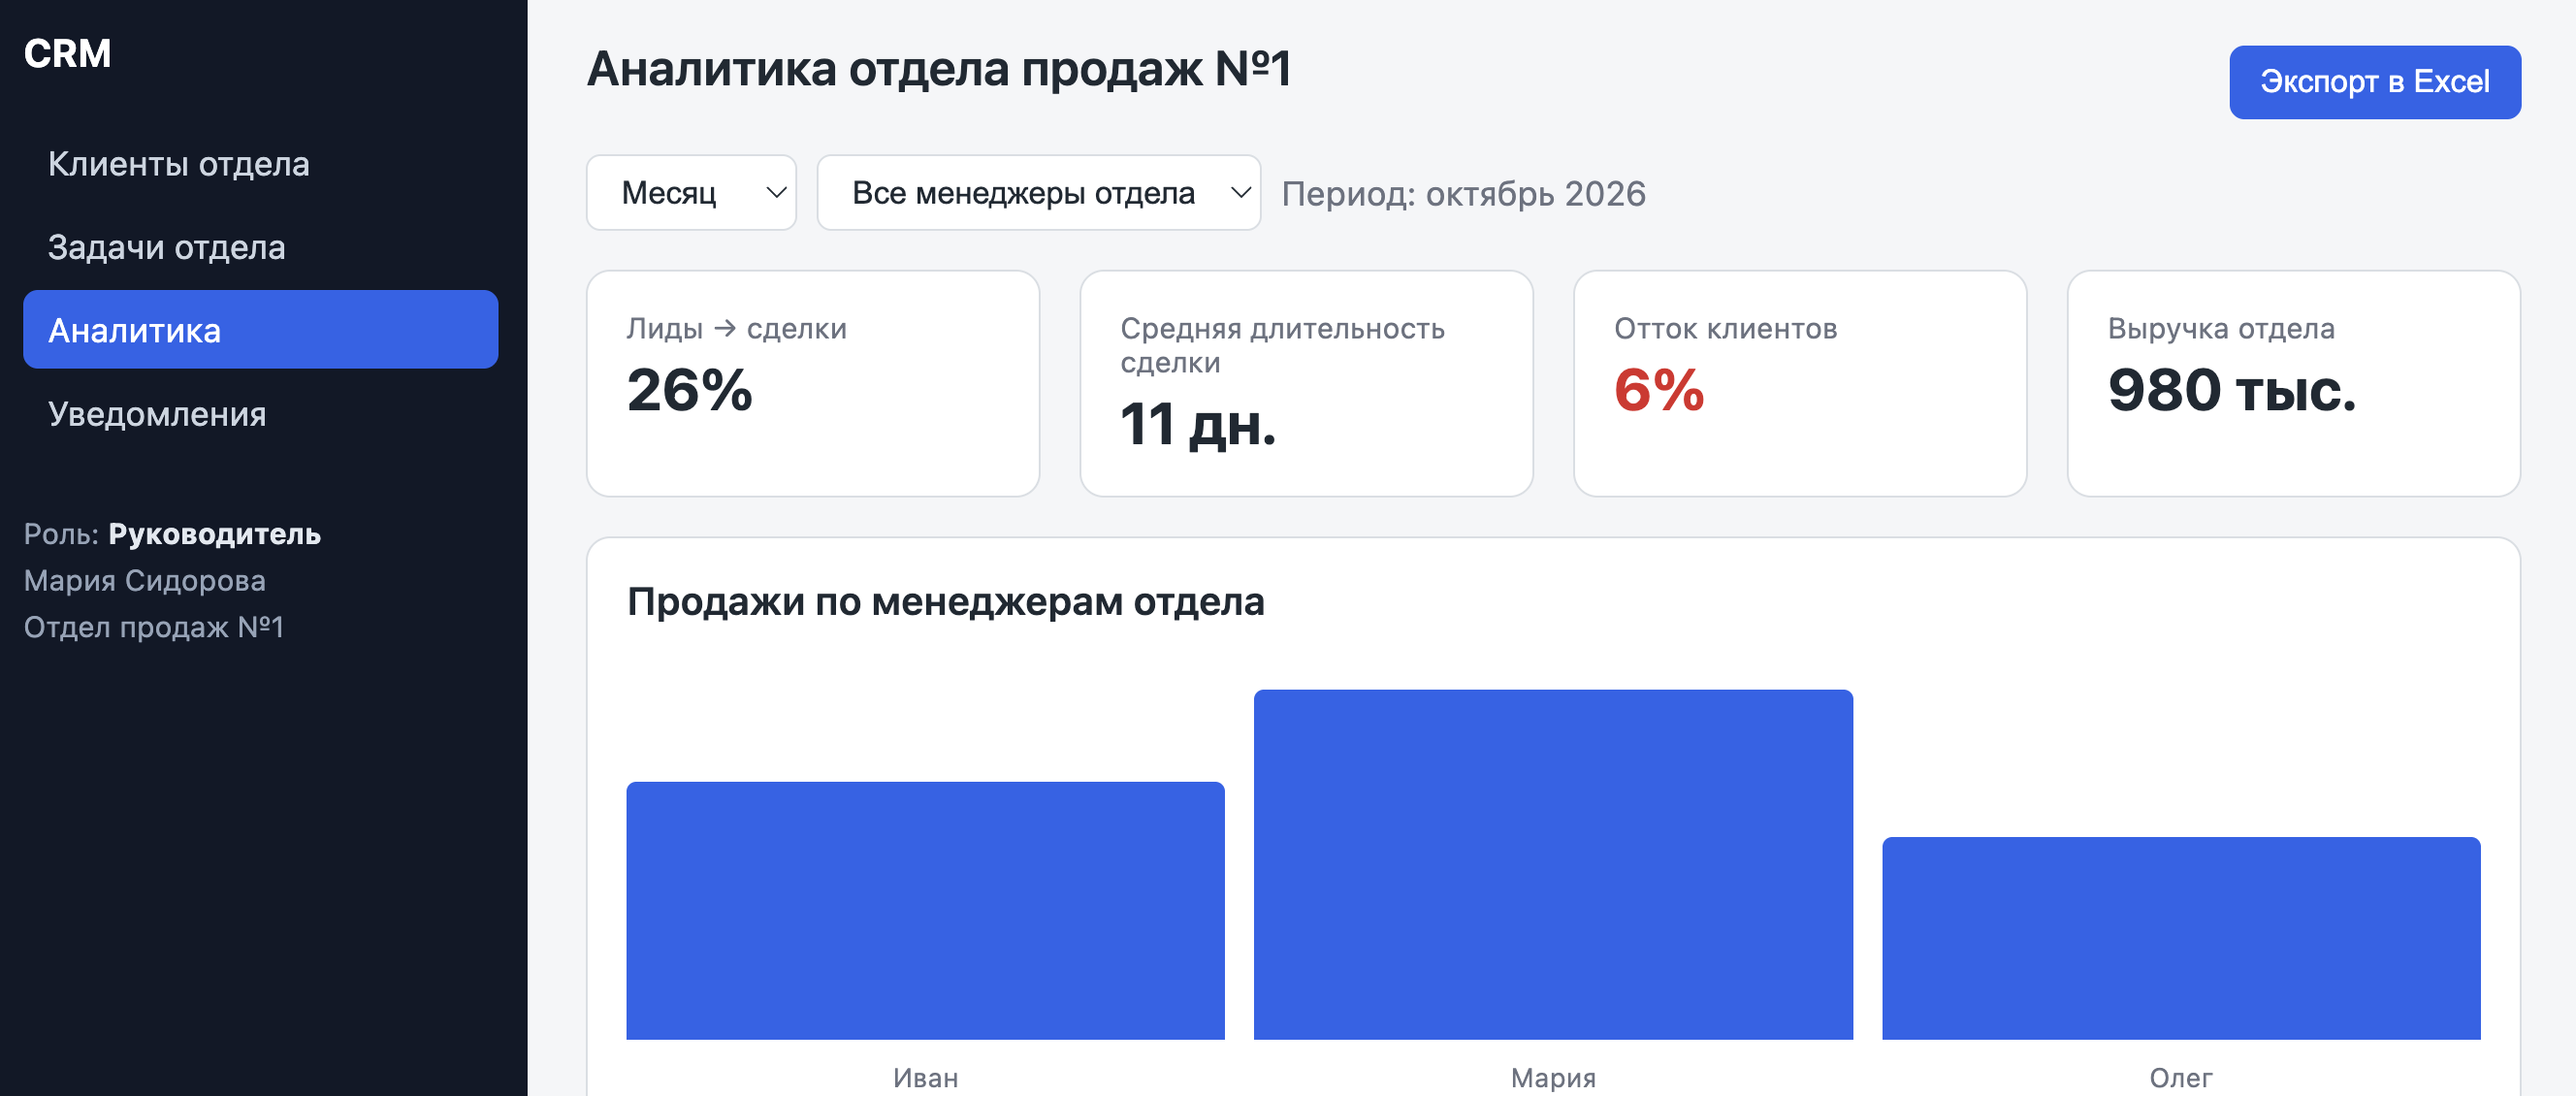 CRM
Клиенты отдела
Задачи отдела
Аналитика
Уведомления
Роль: Руководитель
Мария Сидорова
Отдел продаж №1
Аналитика отдела продаж №1
Экспорт в Excel
Месяц
Все менеджеры отдела
Период: октябрь 2026
Лиды → сделки
26%
Средняя длительность
сделки
11 дн.
Отток клиентов
6%
Выручка отдела
980 тыс.
Продажи по менеджерам отдела
Иван
Мария
Олег